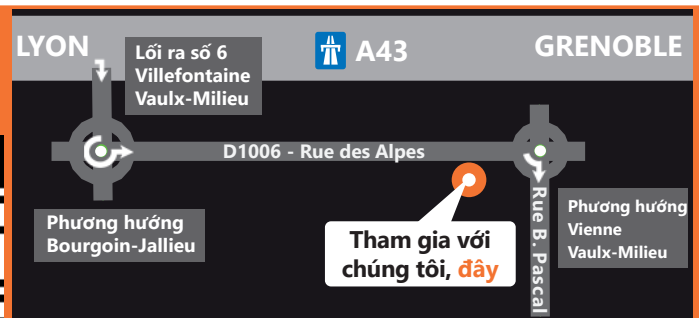 LYON
A43
GRENOBLE
Lối ra số 6
Villefontaine
Vaulx-Milieu
D1006 - Rue des Alpes
Phương hướng
Bourgoin-Jallieu
Tham gia với
chúng tôi, đây
Rue B. Pascal
Phương hướng
Vienne
Vaulx-Milieu